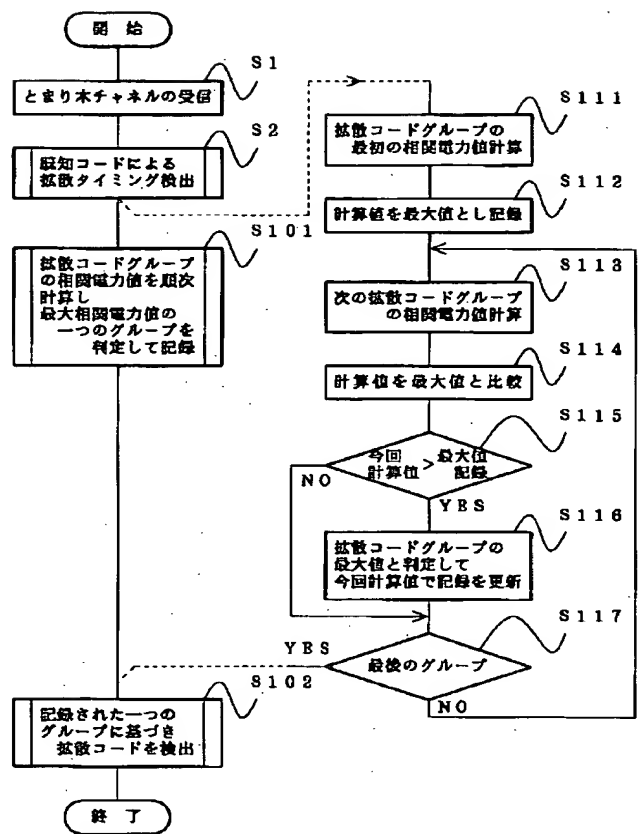 開始
S1
とまり木チャネルの受信
S2
既知コードによる
拡散タイミング検出
S101
拡散コードグループ
の相関電力値を順次
計算し
最大相関電力値の
一つのグループを
判定して記録
S111
拡散コードグループの
最初の相関電力値計算
S112
計算値を最大値とし記録
S113
次の拡散コードグループ
の相関電力値計算
S114
計算値を最大値と比較
S115
今回
計算値 > 最大値
記録
NO
YES
S116
拡散コードグループの
最大値と判定して
今回計算値で記録を更新
S117
最後のグループ
YES
NO
S102
記録された一つの
グループに基づき
拡散コードを検出
終了